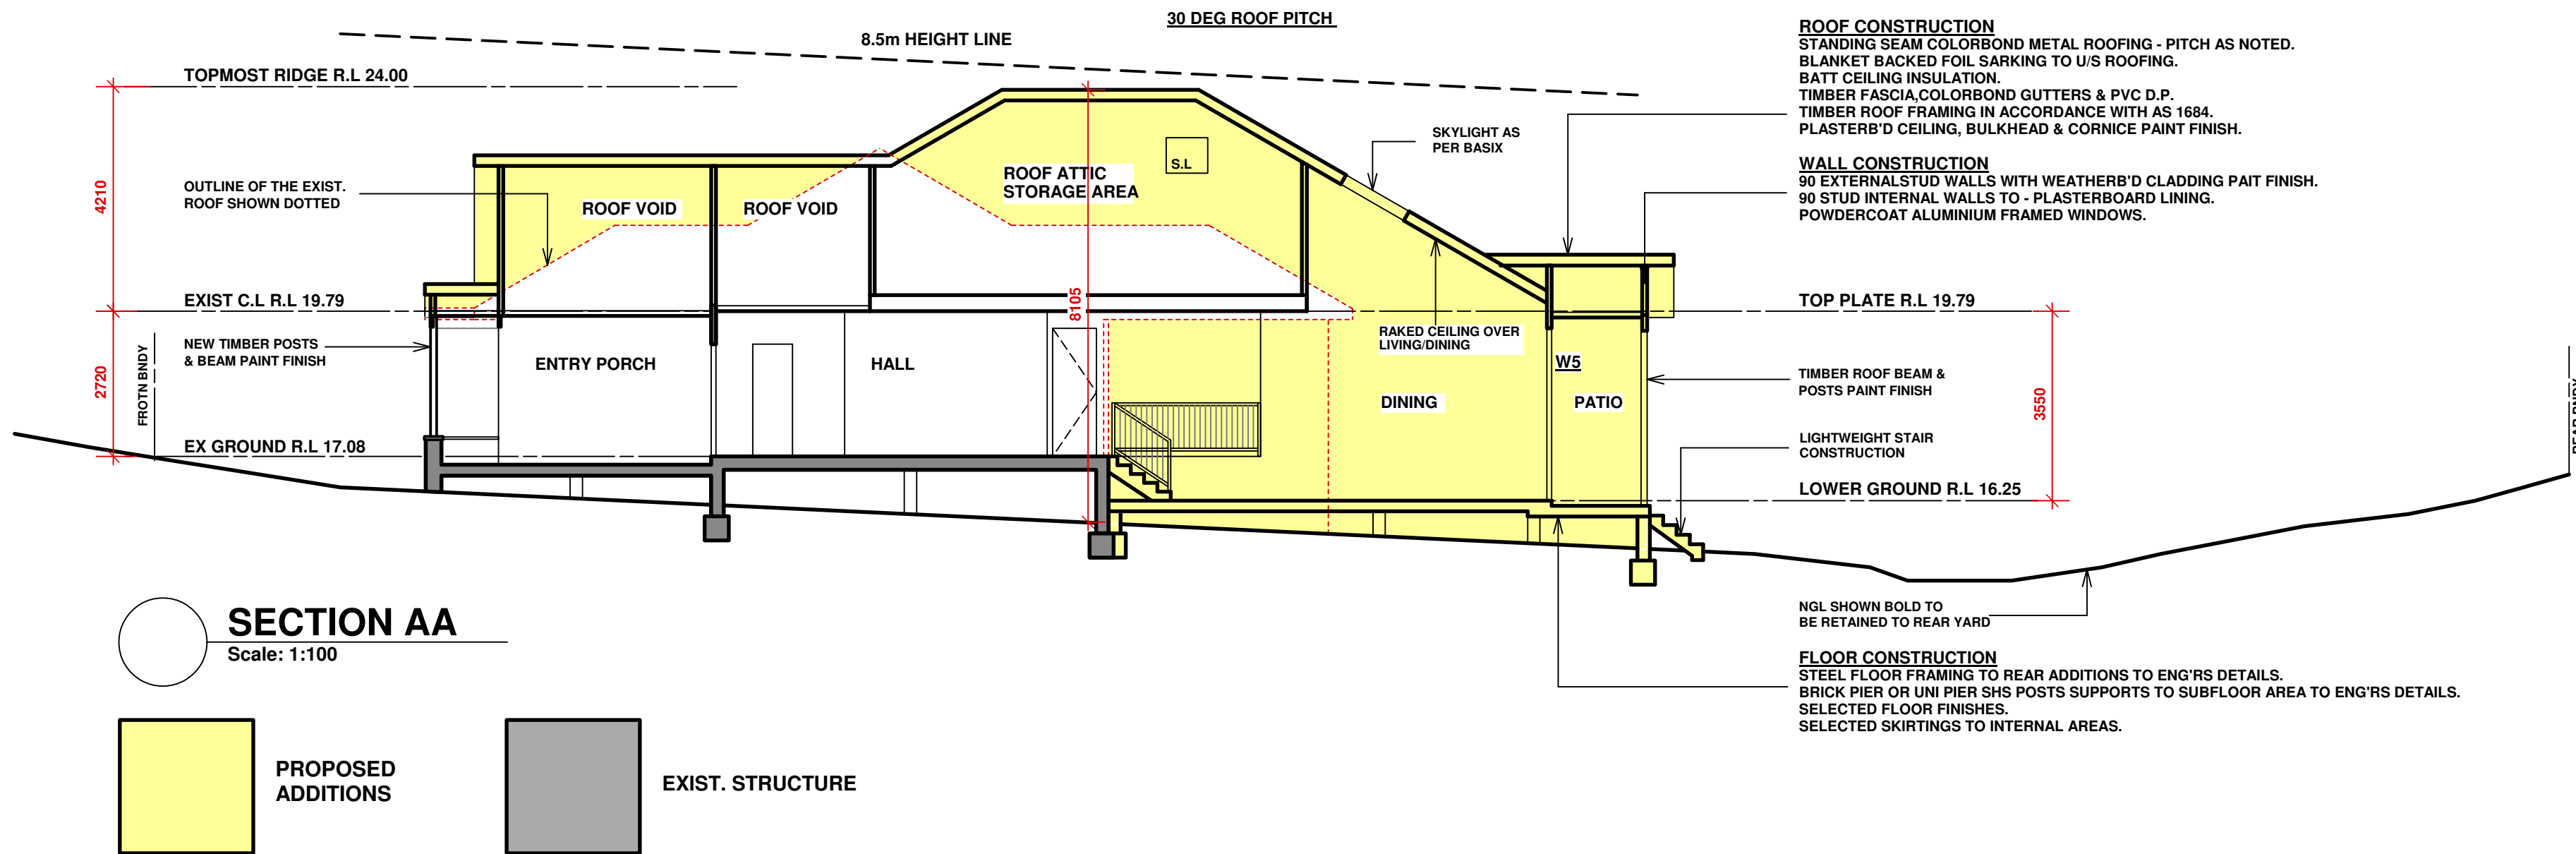 30 DEG ROOF PITCH
8.5m HEIGHT LINE
TOPMOST RIDGE R.L 24.00
ROOF CONSTRUCTION
STANDING SEAM COLORBOND METAL ROOFING - PITCH AS NOTED.
BLANKET BACKED FOIL SARKING TO U/S ROOFING.
BATT CEILING INSULATION.
TIMBER FASCIA,COLORBOND GUTTERS & PVC D.P.
TIMBER ROOF FRAMING IN ACCORDANCE WITH AS 1684.
PLASTERB'D CEILING, BULKHEAD & CORNICE PAINT FINISH.
SKYLIGHT AS
PER BASIX
WALL CONSTRUCTION
90 EXTERNALSTUD WALLS WITH WEATHERB'D CLADDING PAIT FINISH.
90 STUD INTERNAL WALLS TO - PLASTERBOARD LINING.
POWDERCOAT ALUMINIUM FRAMED WINDOWS.
4210
OUTLINE OF THE EXIST.
ROOF SHOWN DOTTED
ROOF VOID
ROOF VOID
ROOF ATTIC
STORAGE AREA
S.L
EXIST C.L R.L 19.79
8105
TOP PLATE R.L 19.79
2720
FROTN BNDY
NEW TIMBER POSTS
& BEAM PAINT FINISH
ENTRY PORCH
HALL
RAKED CEILING OVER
LIVING/DINING
W5
DINING
PATIO
TIMBER ROOF BEAM &
POSTS PAINT FINISH
3550
REAR BNDY
EX GROUND R.L 17.08
LIGHTWEIGHT STAIR
CONSTRUCTION
LOWER GROUND R.L 16.25
SECTION AA
Scale: 1:100
NGL SHOWN BOLD TO
BE RETAINED TO REAR YARD
FLOOR CONSTRUCTION
STEEL FLOOR FRAMING TO REAR ADDITIONS TO ENG'RS DETAILS.
BRICK PIER OR UNI PIER SHS POSTS SUPPORTS TO SUBFLOOR AREA TO ENG'RS DETAILS.
SELECTED FLOOR FINISHES.
SELECTED SKIRTINGS TO INTERNAL AREAS.
PROPOSED
ADDITIONS
EXIST. STRUCTURE